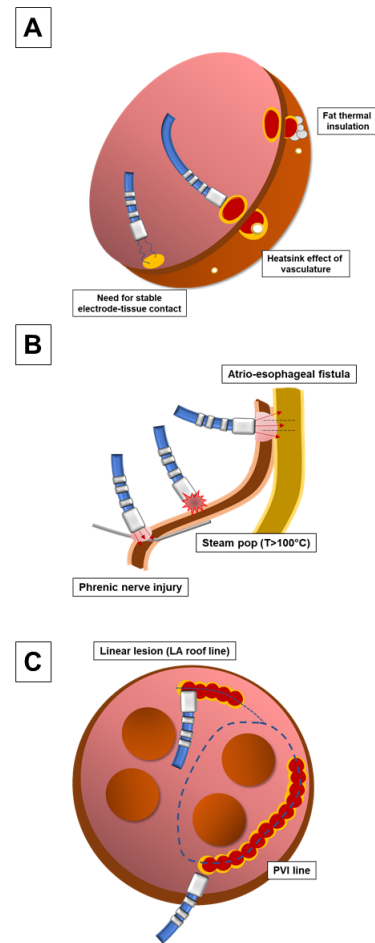 A
Fat thermal
insulation
Heatsink effect of
vasculature
Need for stable
electrode-tissue contact
B
Atrio-esophageal fistula
Steam pop (T>100°C)
Phrenic nerve injury
C
Linear lesion (LA roof line)
PVI line